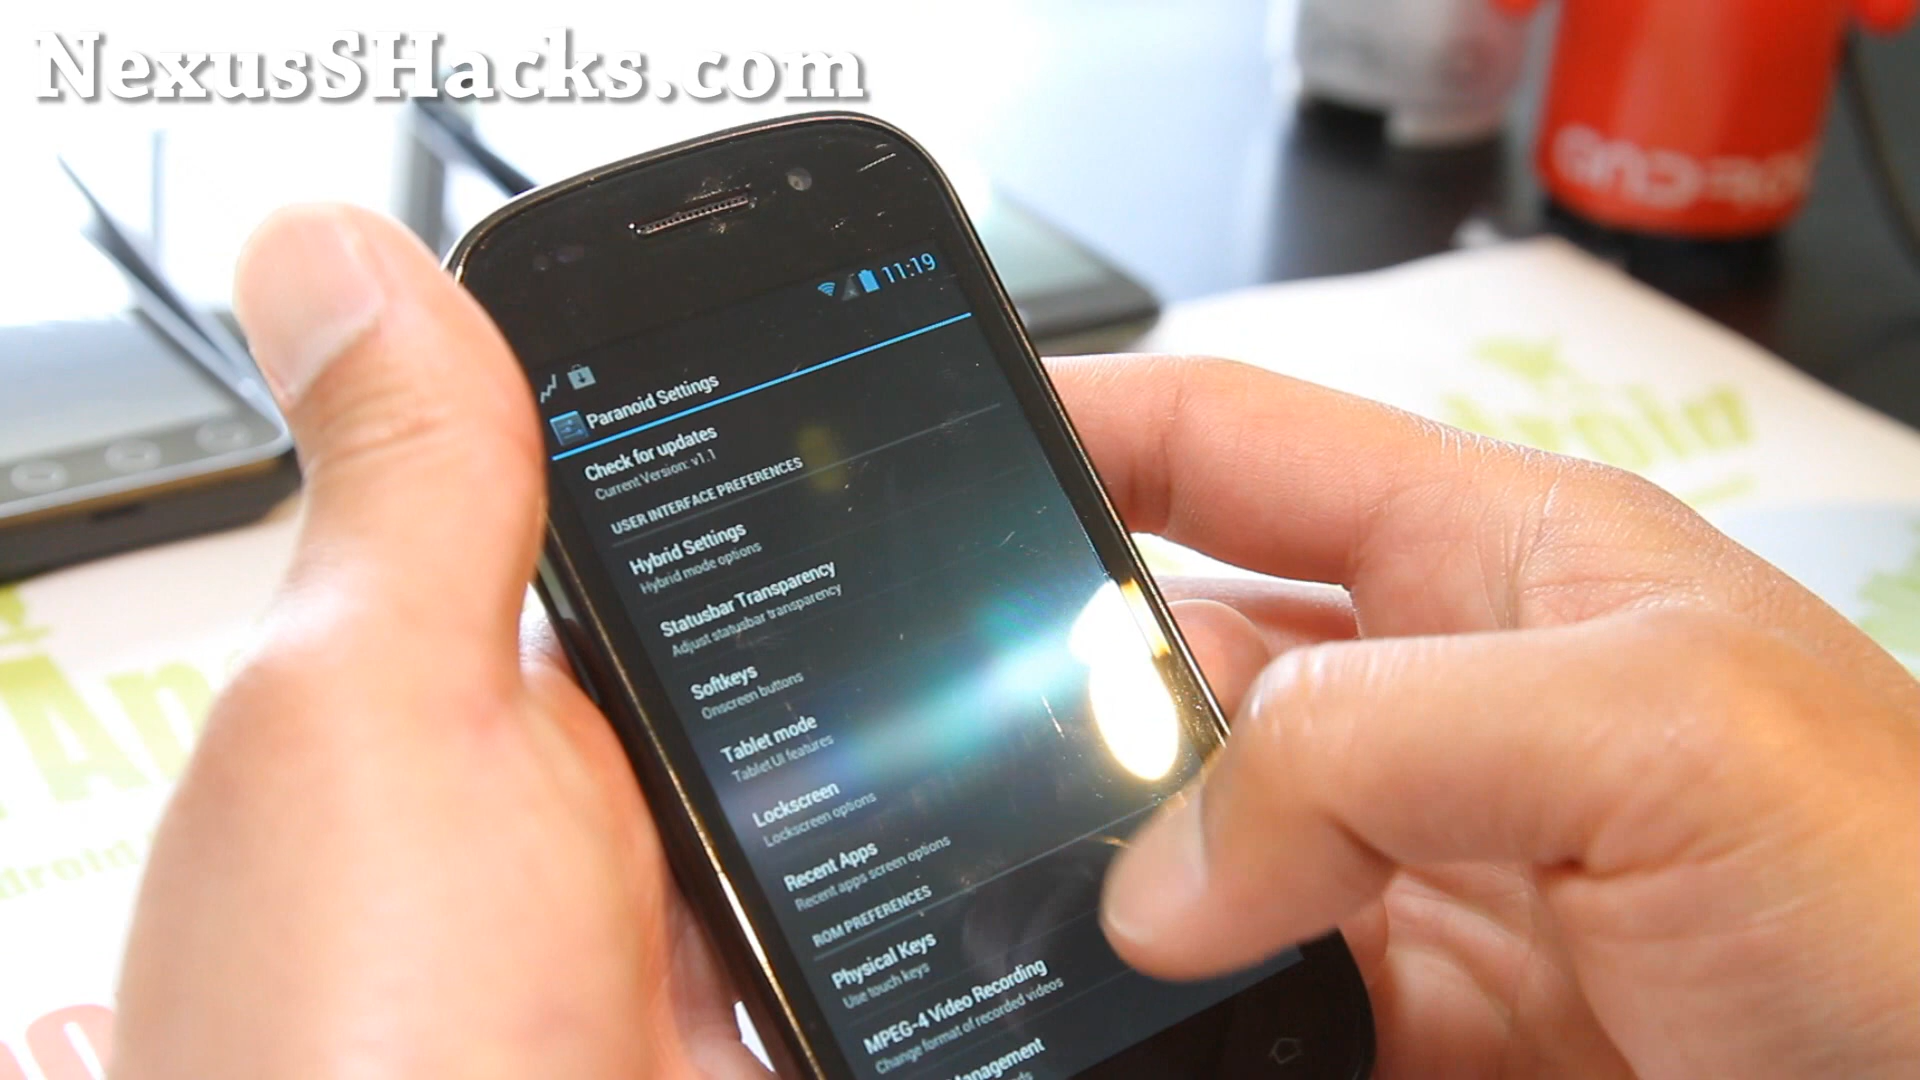 NexusSHacks.com
11:19
Paranoid Settings
Check for updates
Current Version: v1.1
USER INTERFACE PREFERENCES
Hybrid Settings
Hybrid mode options
Statusbar Transparency
Adjust statusbar transparency
Softkeys
Onscreen buttons
Tablet mode
Tablet UI features
Lockscreen
Lockscreen options
Recent Apps
Recent apps screen options
ROM PREFERENCES
Physical Keys
Use touch keys
MPEG-4 Video Recording
Change format of recorded videos
Management